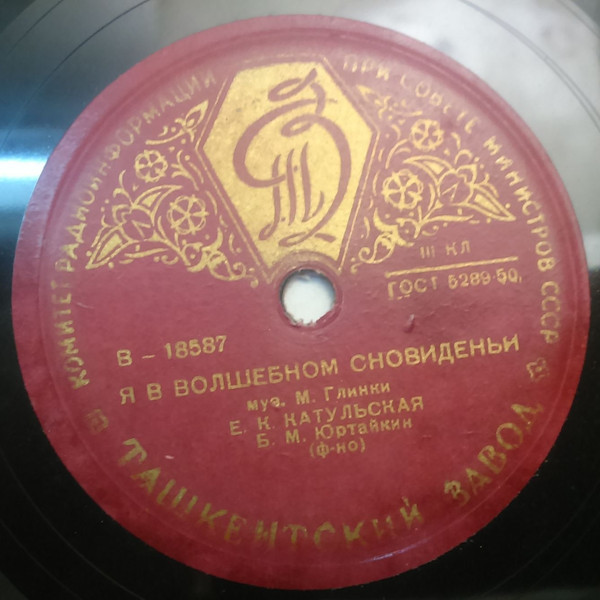 КОМИТЕТ РАДИОИНФОРМАЦИИ ПРИ СОВЕТЕ МИНИСТРОВ СССР
III КЛ
ГОСТ 5289-50.
В - 18587
Я В ВОЛШЕБНОМ СНОВИДЕНЬИ
муз. М. Глинки
Е. К. КАТУЛЬСКАЯ
Б. М. Юртайкин
(ф-но)
ТАШКЕНТСКИЙ ЗАВОД